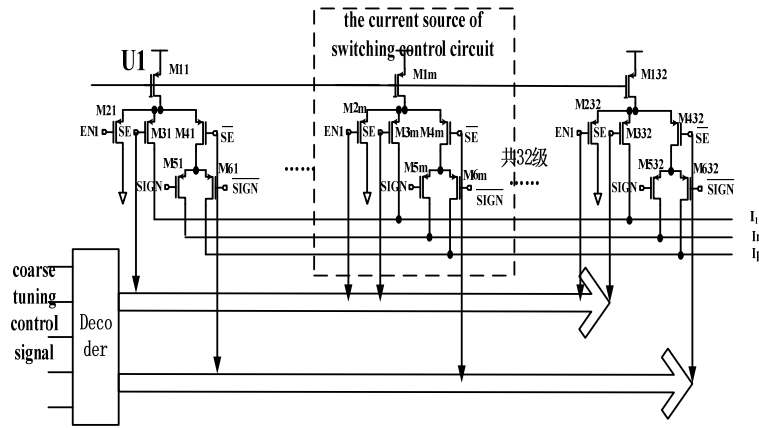 the current source of
switching control circuit
U1
M11
M1m
M132
M21
M2m
M232
M432
EN1
SE
M31
M41
SE
EN1
SE
M3m
M4m
SE
EN1
SE
M332
SE
M51
M61
M5m
M6m
共32级
M532
M632
SIGN
SIGN
SIGN
SIGN
SIGN
SIGN
coarse
tuning
control
signal
Deco
der